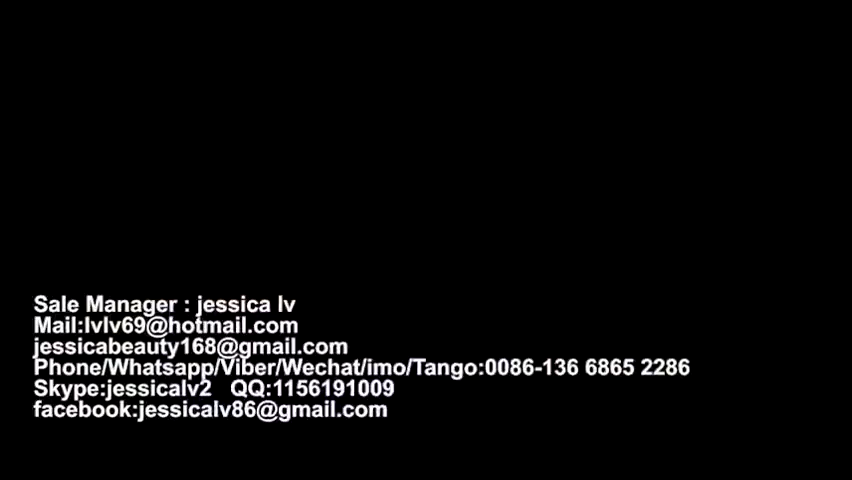 Sale Manager : jessica lv
Mail:lvlv69@hotmail.com
jessicabeauty168@gmail.com
Phone/Whatsapp/Viber/Wechat/imo/Tango:0086-136 6865 2286
Skype:jessicalv2   QQ:1156191009
facebook:jessicalv86@gmail.com